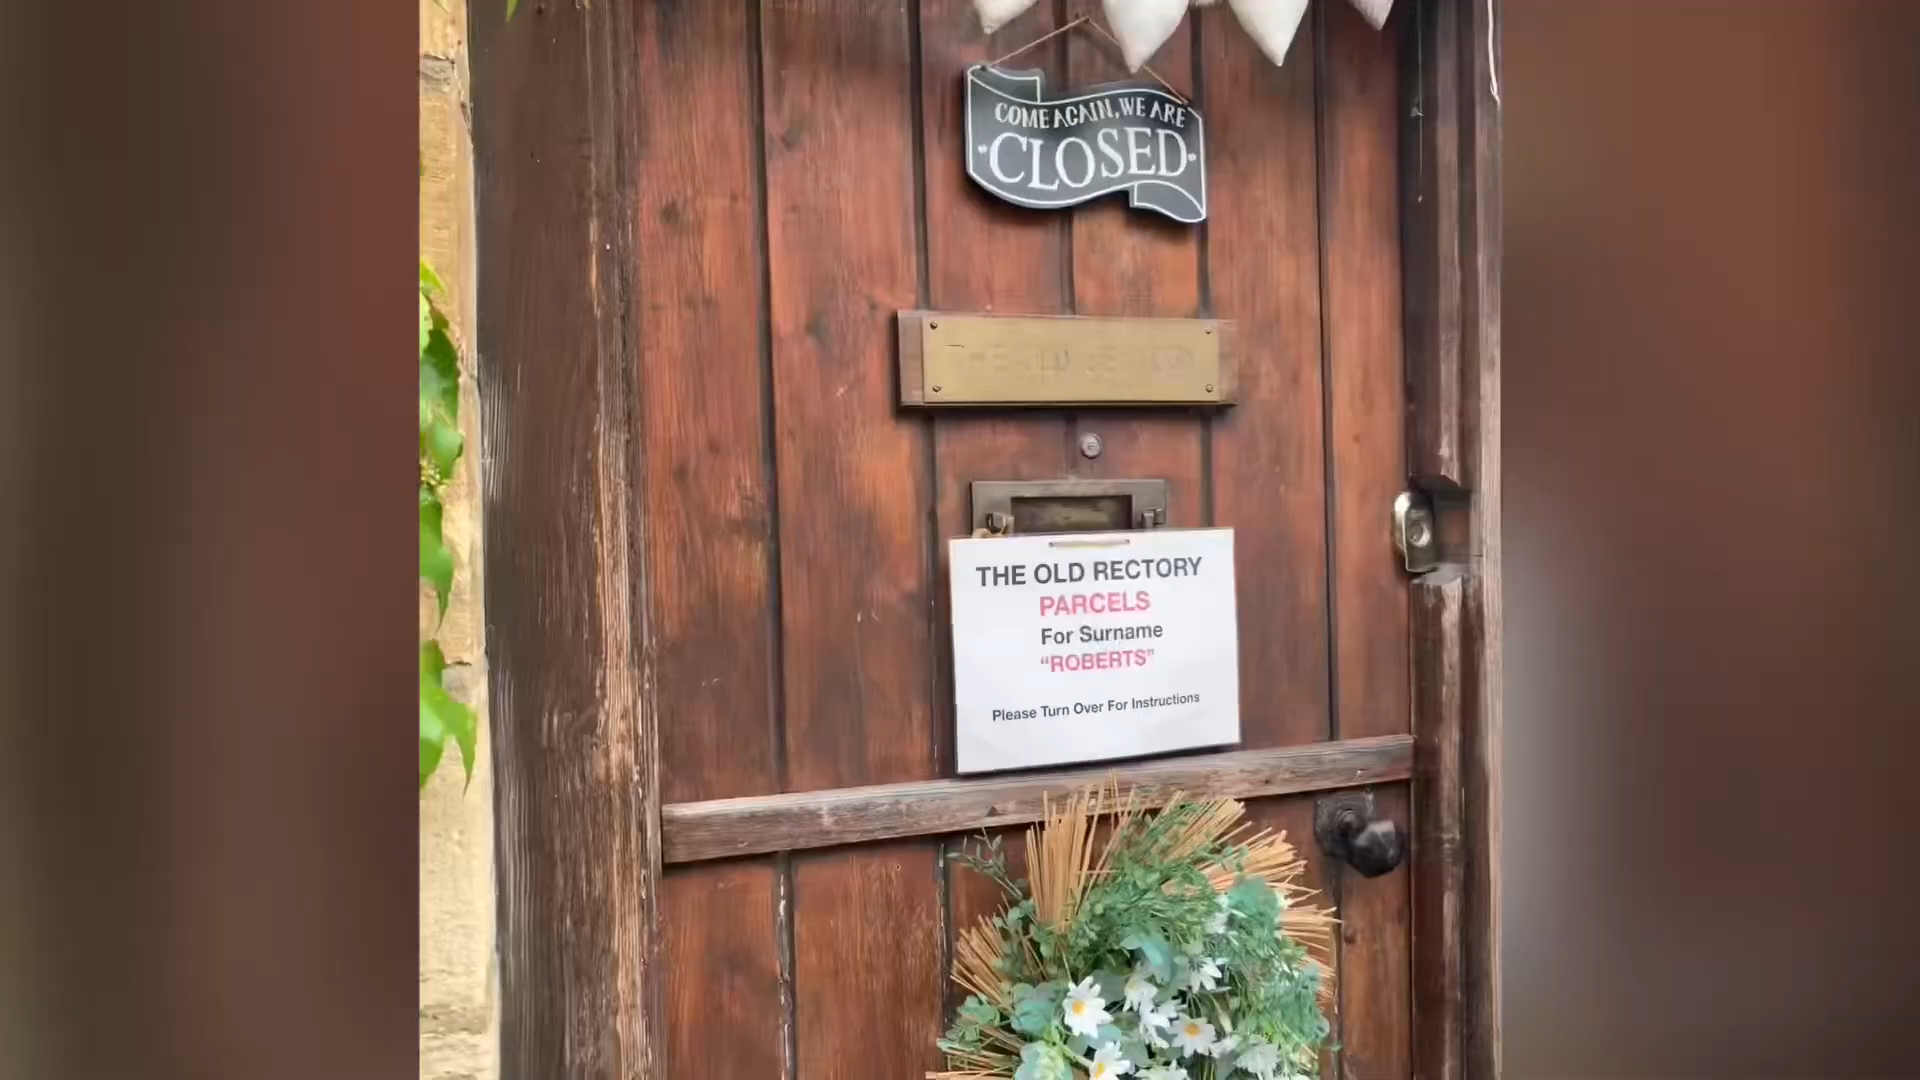 COME AGAIN, WE ARE
CLOSED
THE OLD RECTORY
PARCELS
For Surname
“ROBERTS”
Please Turn Over For Instructions